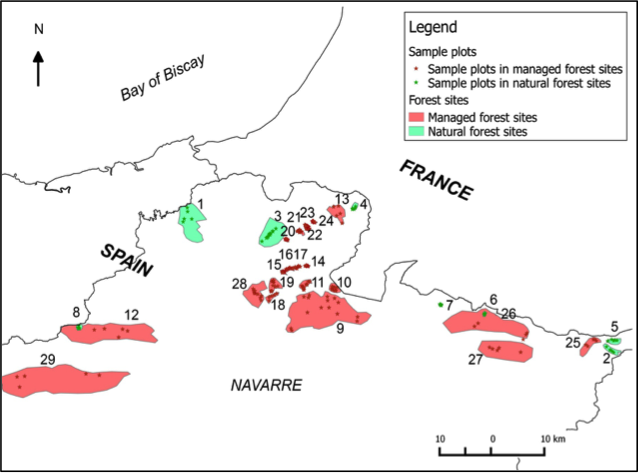 N
Bay of Biscay
Legend
Sample plots
Sample plots in managed forest sites
Sample plots in natural forest sites
Forest sites
Managed forest sites
Natural forest sites
FRANCE
SPAIN
1
3
21
23
20
22
24
13
4
16 17
15
14
28
19
11
10
18
9
8
12
7
6
26
27
25
5
2
29
NAVARRE
10 0 10 km